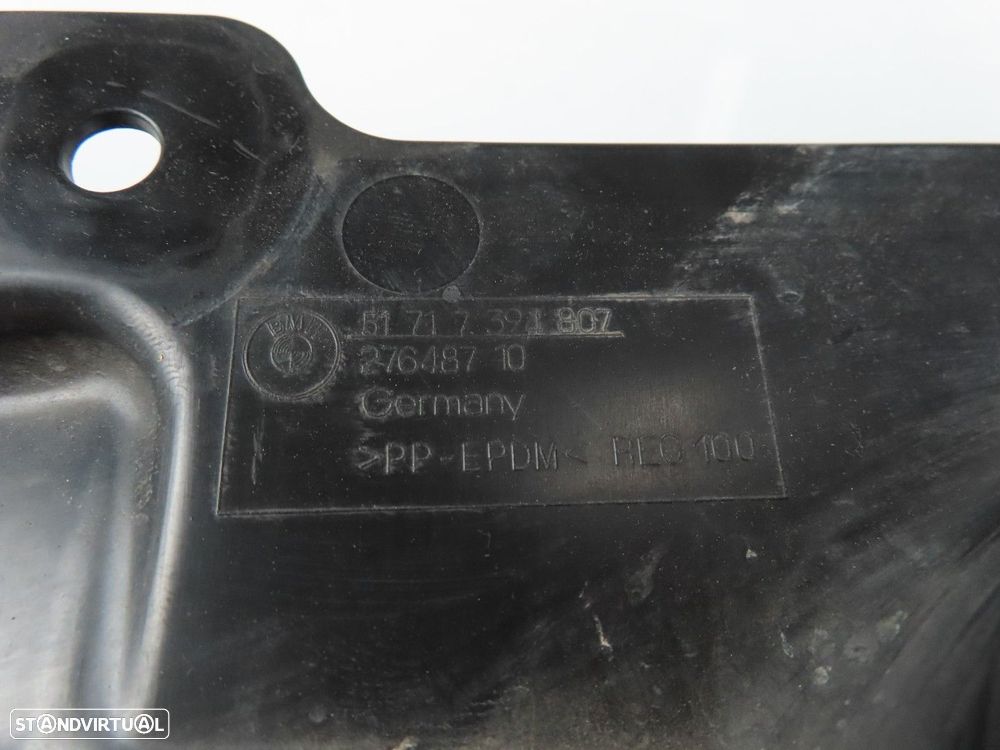 BMW
51 71 7 394 807
276487 10
Germany
>PP-EPDM< REC 100
STANDVIRTUAL